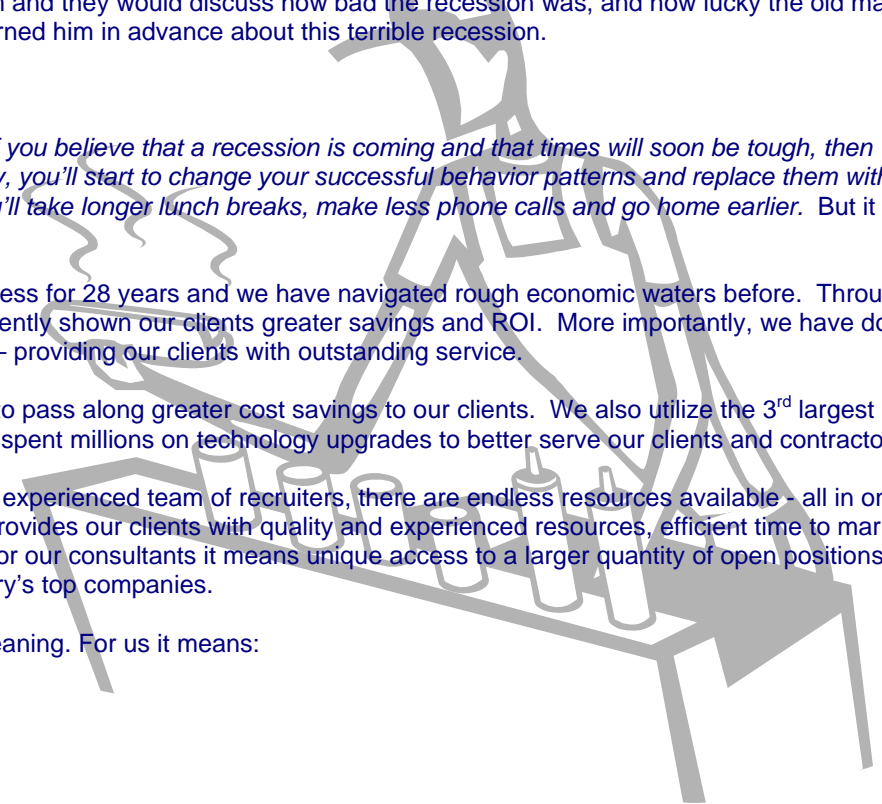 and they would discuss how bad the recession was, and how lucky the old
rned him in advance about this terrible recession.
you believe that a recession is coming and that times will soon be tough, then
, you'll start to change your successful behavior patterns and replace them with
'll take longer lunch breaks, make less phone calls and go home earlier. But it
ess for 28 years and we have navigated rough economic waters before. Throu
ently shown our clients greater savings and ROI. More importantly, we have do
– providing our clients with outstanding service.
to pass along greater cost savings to our clients. We also utilize the 3rd largest
spent millions on technology upgrades to better serve our clients and contracto
experienced team of recruiters, there are endless resources available - all in
rovides our clients with quality and experienced resources, efficient time to mar
or our consultants it means unique access to a larger quantity of open positions
ry's top companies.
eaning. For us it means: